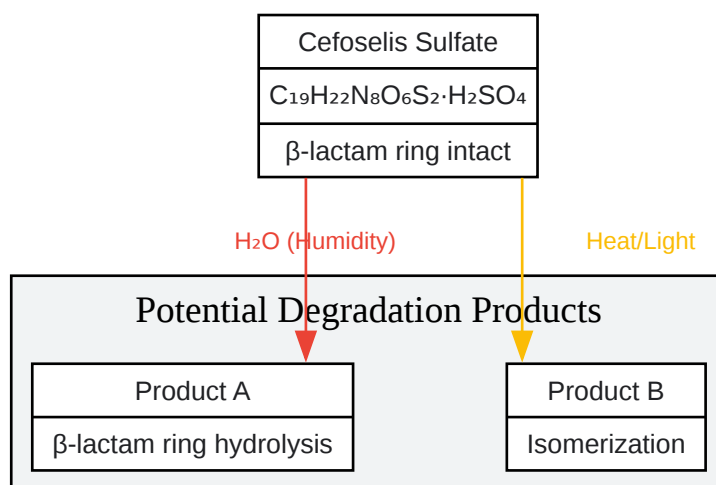 Cefoselis Sulfate
C₁₉H₂₂N₈O₆S₂·H₂SO₄
β-lactam ring intact
H₂O (Humidity)
Heat/Light
Potential Degradation Products
Product A
β-lactam ring hydrolysis
Product B
Isomerization